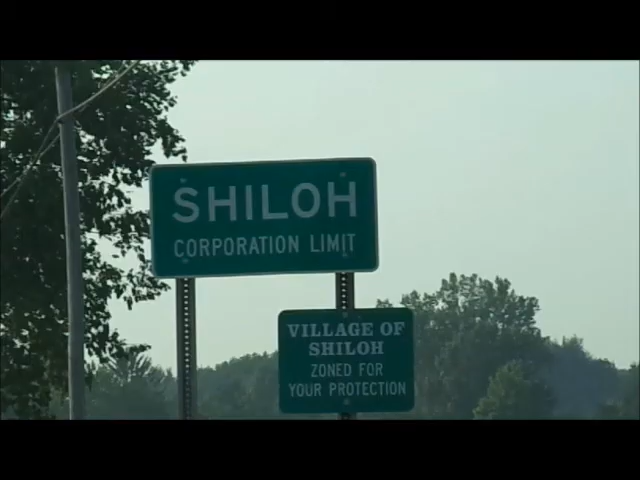 SHILOH
CORPORATION LIMIT
VILLAGE OF
SHILOH
ZONED FOR
YOUR PROTECTION